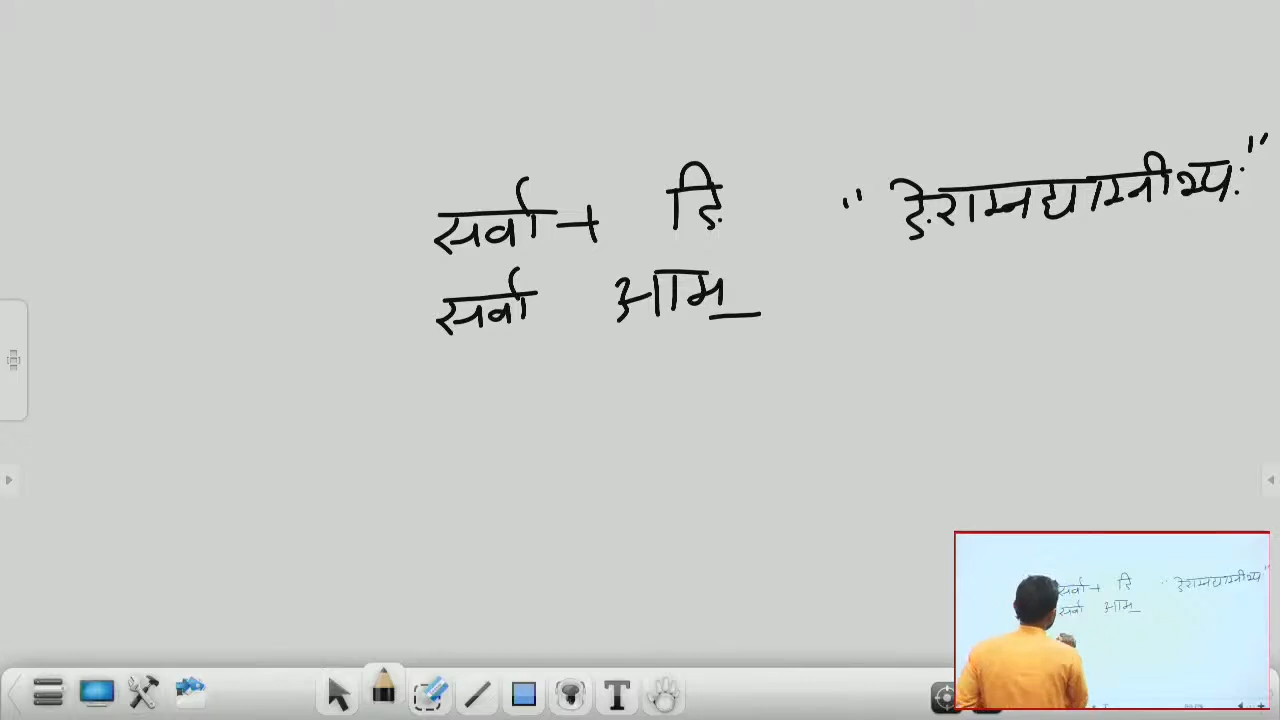 सर्वा + ङि " ङेराम्नद्याम्नीभ्यः "
सर्वा आम्